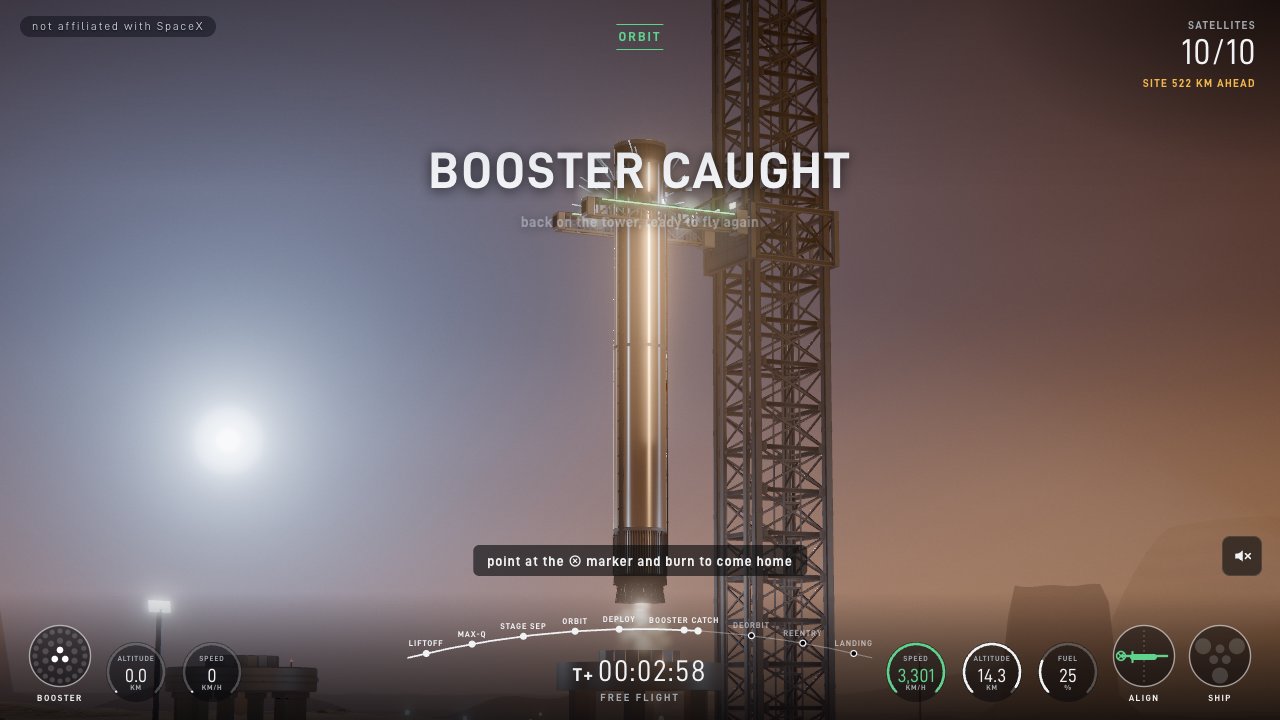 not affiliated with SpaceX
ORBIT
SATELLITES
10/10
SITE 522 KM AHEAD
BOOSTER CAUGHT
back on the tower, ready to fly again
point at the ⊗ marker and burn to come home
LIFTOFF
MAX-Q
STAGE SEP
ORBIT
DEPLOY
BOOSTER CATCH
DEORBIT
REENTRY
LANDING
BOOSTER
ALTITUDE
0.0
KM
SPEED
0
KM/H
T+ 00:02:58
FREE FLIGHT
SPEED
3,301
KM/H
ALTITUDE
14.3
KM
FUEL
25
%
ALIGN
SHIP